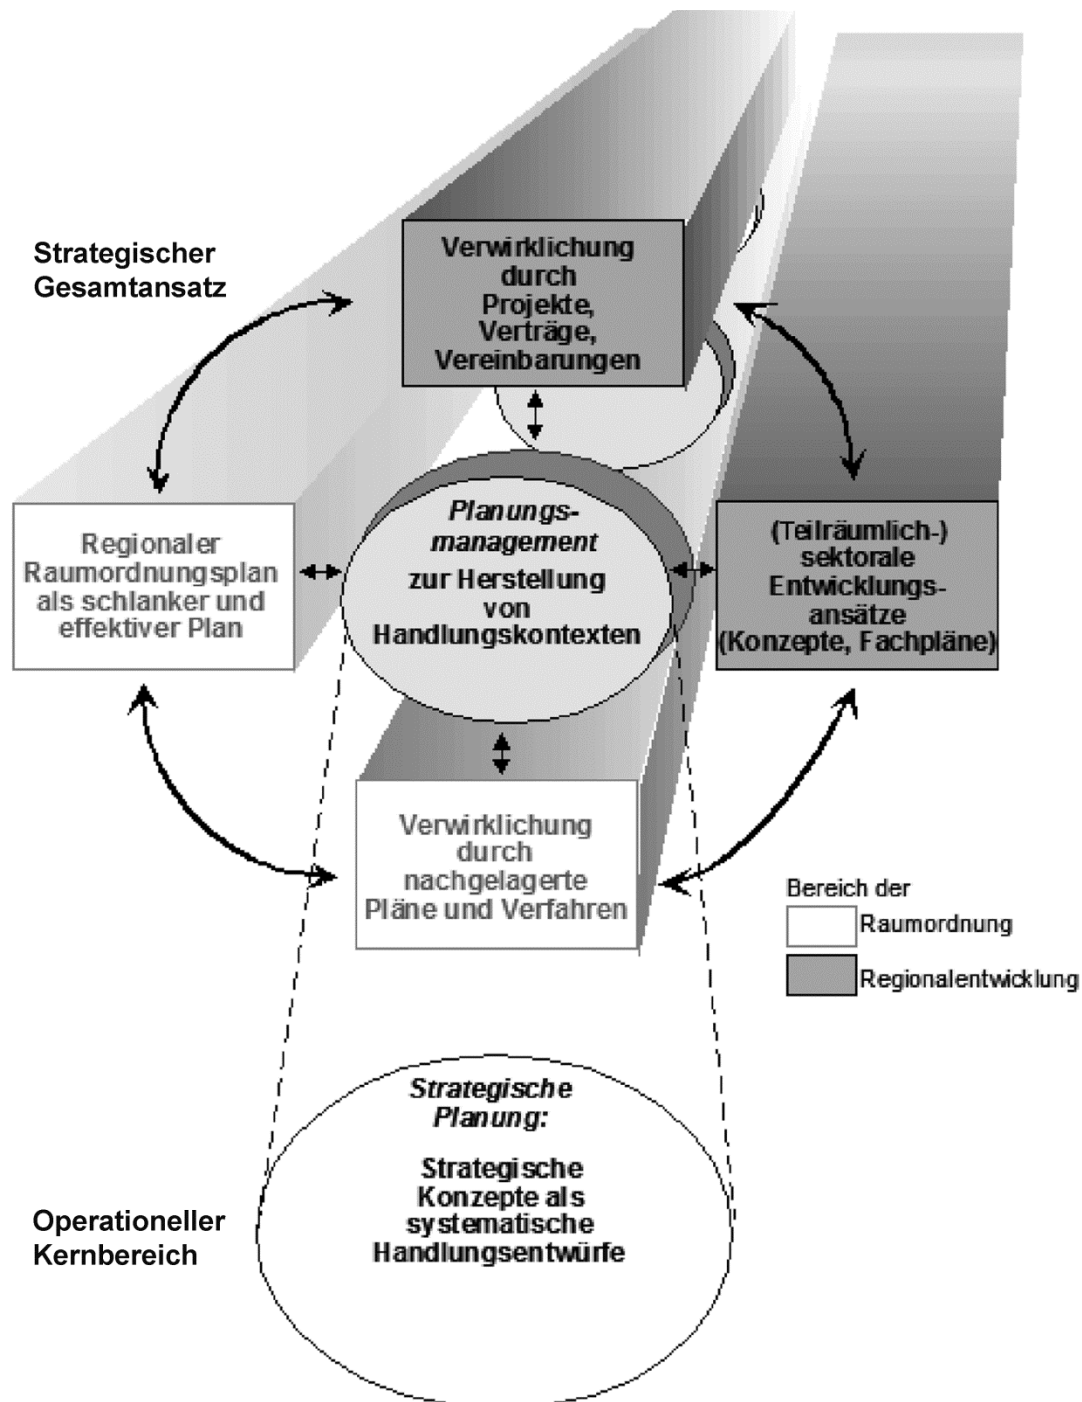 Strategischer
Gesamtansatz
Verwirklichung
durch
Projekte,
Verträge,
Vereinbarungen
Regionaler
Raumordnungsplan
als schlanker und
effektiver Plan
Planungs-
management
zur Herstellung
von
Handlungskontexten
(Teilräumlich-)
sektorale
Entwicklungs-
ansätze
(Konzepte, Fachpläne)
Verwirklichung
durch
nachgelagerte
Pläne und Verfahren
Bereich der
Raumordnung
Regionalentwicklung
Strategische
Planung:
Strategische
Konzepte als
systematische
Handlungsentwürfe
Operationeller
Kernbereich